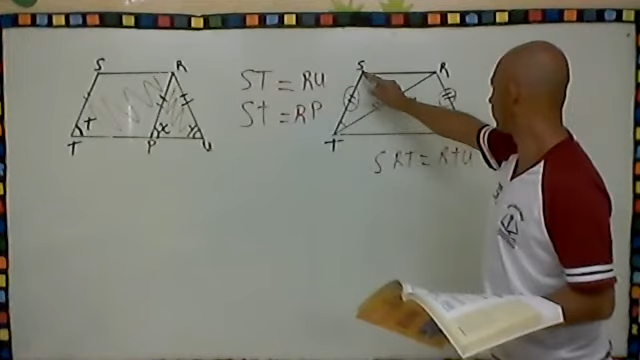 S R
ST = RU
St = RP
T t P x y U
S R
T
SRt = RtU